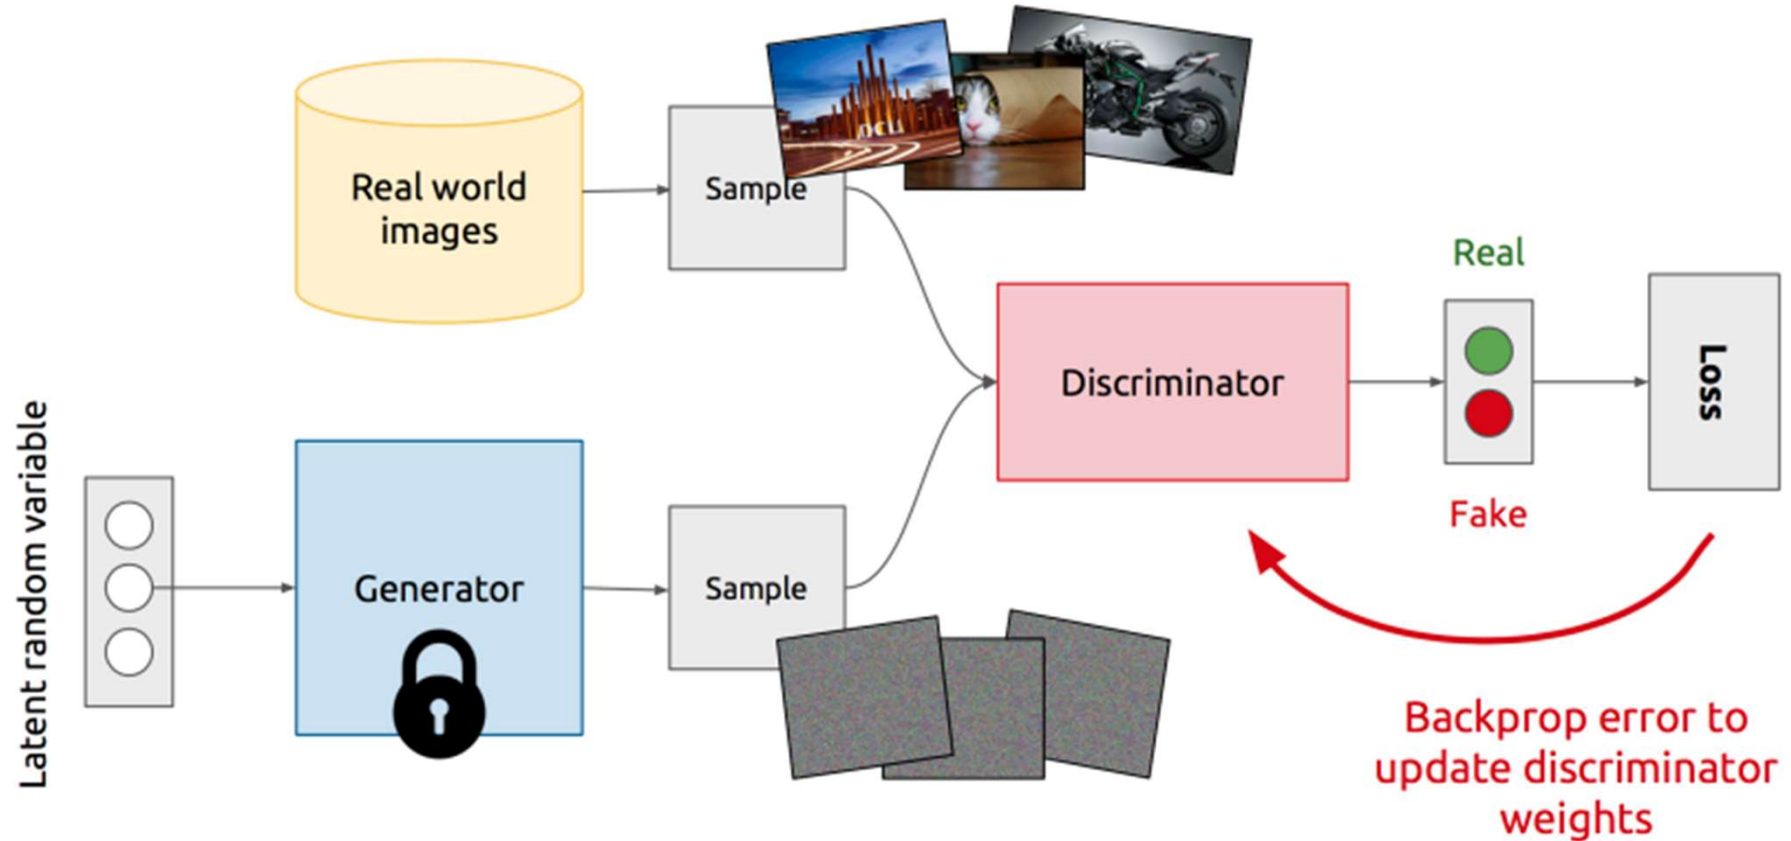 Real world
images
Sample
DCU
Real
Loss
Discriminator
Fake
Latent random variable
Generator
Sample
Backprop error to
update discriminator
weights